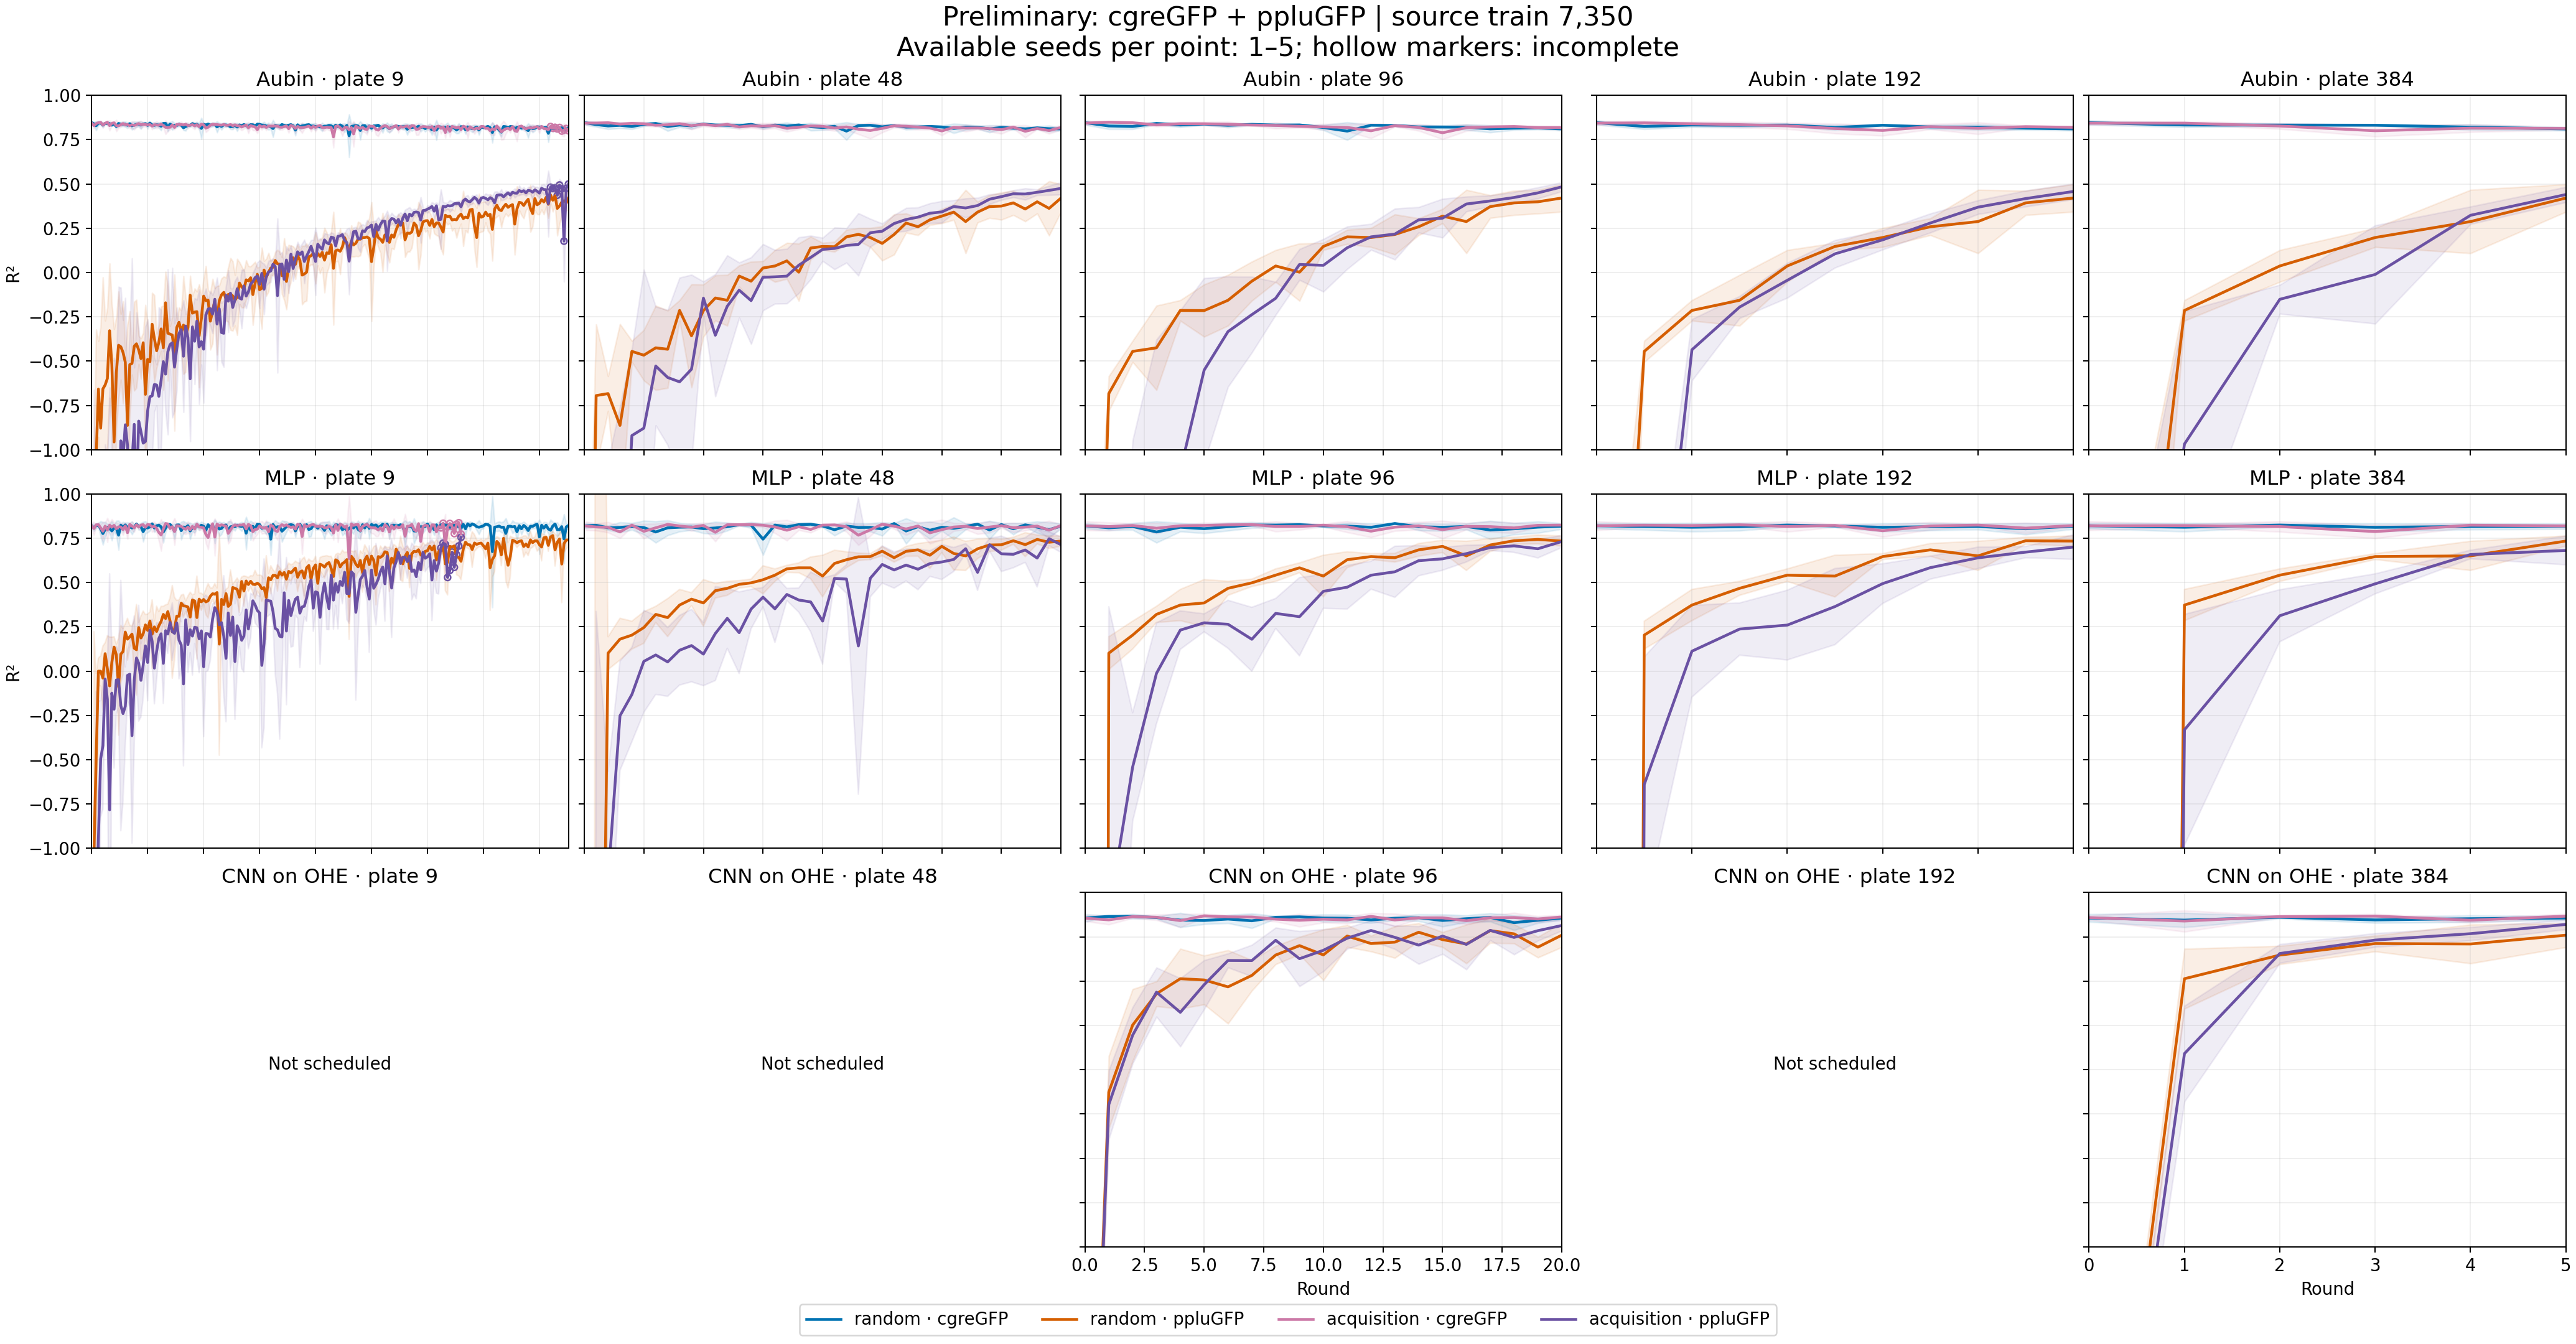 Preliminary: cgreGFP + ppluGFP | source train 7,350
Available seeds per point: 1–5; hollow markers: incomplete
Aubin · plate 9
Aubin · plate 48
Aubin · plate 96
Aubin · plate 192
Aubin · plate 384
1.00
0.75
0.50
0.25
0.00
−0.25
−0.50
−0.75
−1.00
R²
MLP · plate 9
MLP · plate 48
MLP · plate 96
MLP · plate 192
MLP · plate 384
1.00
0.75
0.50
0.25
0.00
−0.25
−0.50
−0.75
−1.00
R²
CNN on OHE · plate 9
CNN on OHE · plate 48
CNN on OHE · plate 96
CNN on OHE · plate 192
CNN on OHE · plate 384
Not scheduled
Not scheduled
Not scheduled
0.0 2.5 5.0 7.5 10.0 12.5 15.0 17.5 20.0
Round
0 1 2 3 4 5
Round
random · cgreGFP
random · ppluGFP
acquisition · cgreGFP
acquisition · ppluGFP